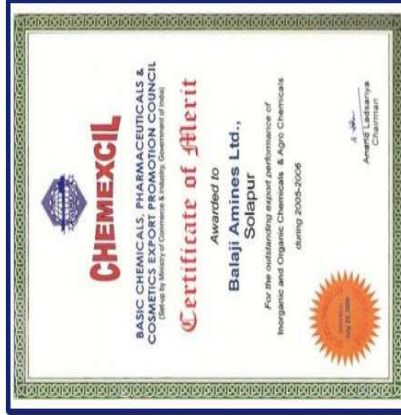 CHEMEXCIL
BASIC CHEMICALS, PHARMACEUTICALS &
COSMETICS EXPORT PROMOTION COUNCIL
(Set-up by Ministry of Commerce & Industry, Government of India)
Certificate of Merit
Awarded to
Balaji Amines Ltd.,
Solapur
For the outstanding export performance of
Inorganic and Organic Chemicals & Agro Chemicals
during 2005-2006
Anand Ladsariya
Chairman